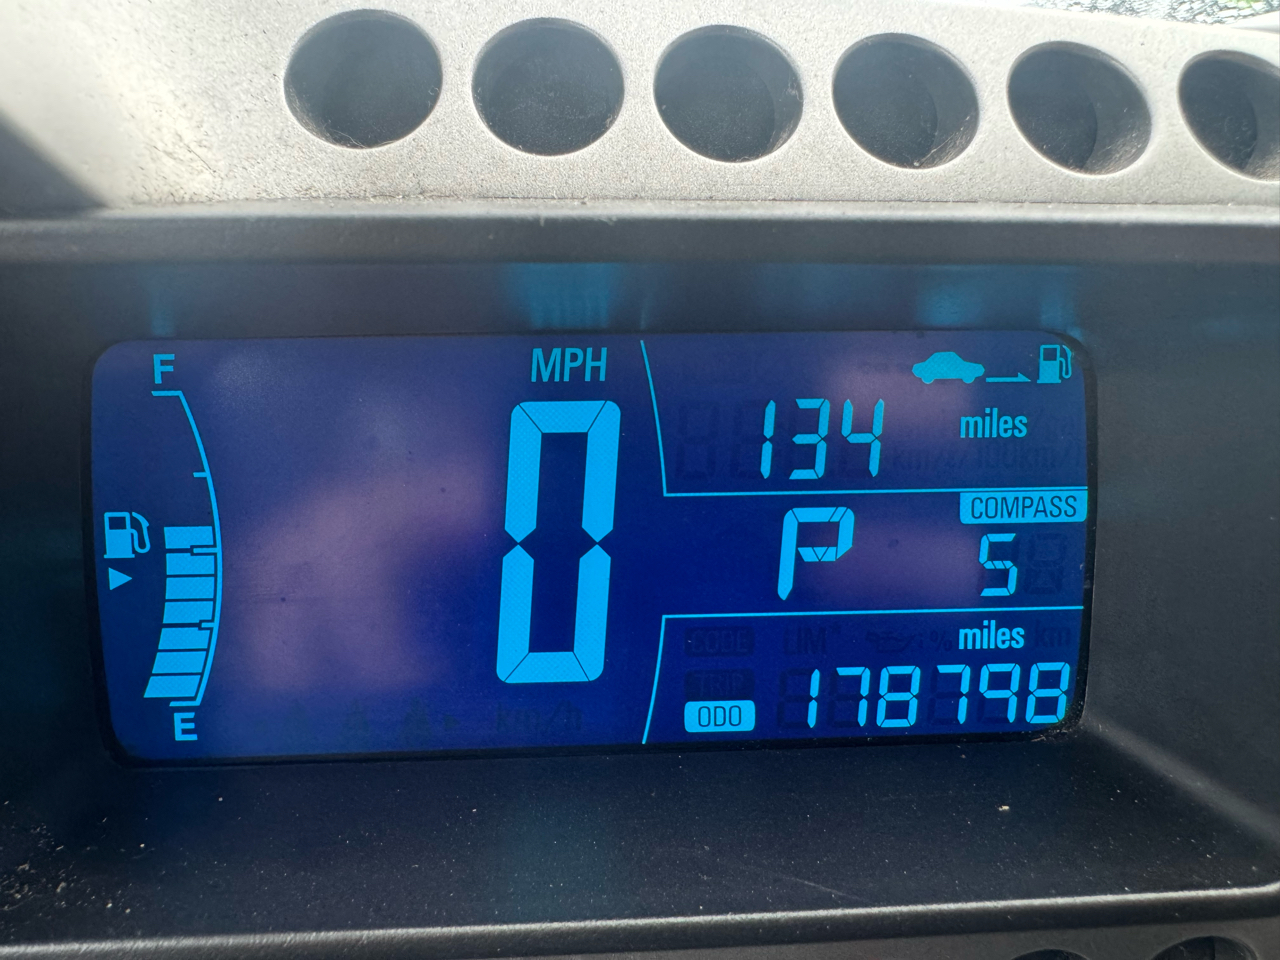 F
MPH
0
134 miles
COMPASS
P S
miles
ODO 178798
E